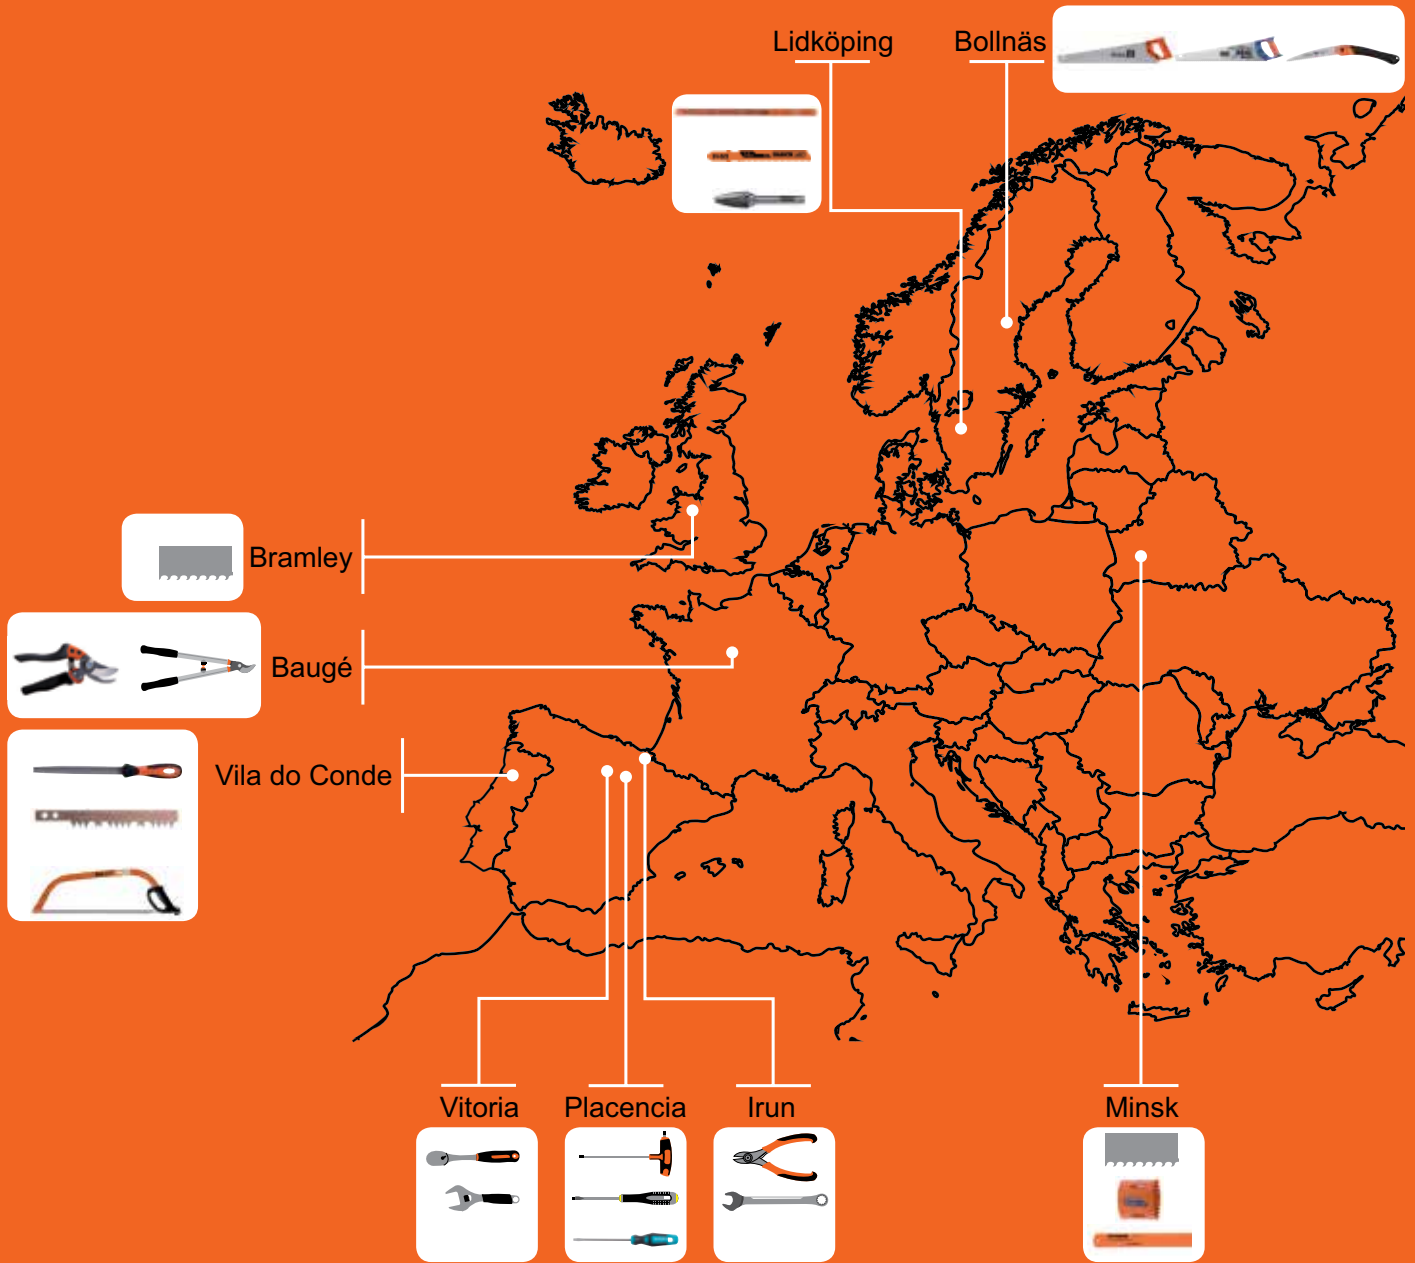 Lidköping
Bollnäs
Bramley
Baugé
Vila do Conde
Vitoria
Placencia
Irun
Minsk